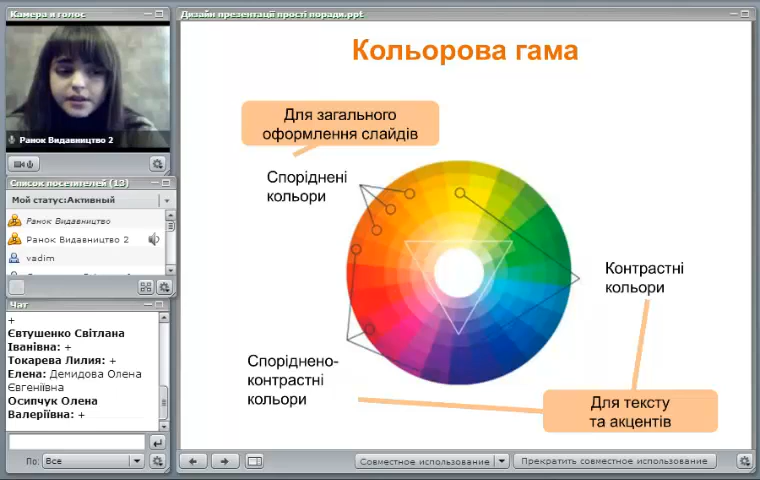 Камера и голос
Ранок Видавництво 2
Список посетителей (13)
Мой статус:Активный
Ранок Видавництво
Ранок Видавництво 2
vadim
Чат
+
Євтушенко Світлана
Іванівна: +
Токарева Лилия: +
Елена: Демидова Олена
Євгеніївна
Осипчук Олена
Валеріївна: +
По: Все
Дизайн презентації прості поради.ppt
Кольорова гама
Для загального
оформлення слайдів
Споріднені
кольори
Контрастні
кольори
Споріднено-
контрастні
кольори
Для тексту
та акцентів
Совместное использование
Прекратить совместное использование